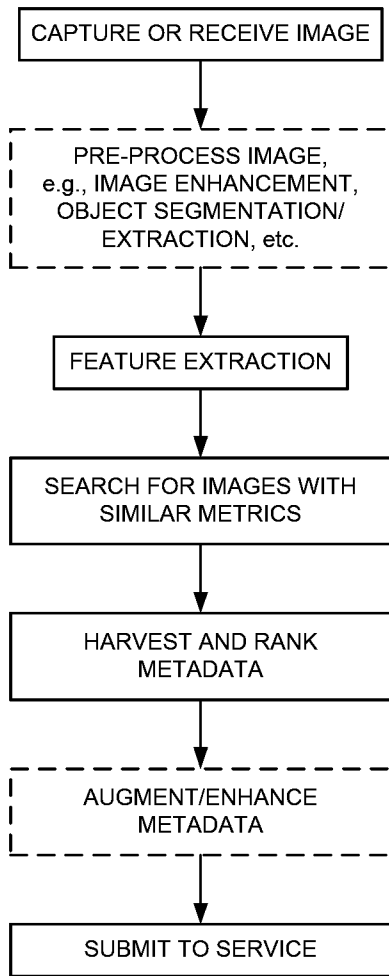 CAPTURE OR RECEIVE IMAGE
PRE-PROCESS IMAGE,
e.g., IMAGE ENHANCEMENT,
OBJECT SEGMENTATION/
EXTRACTION, etc.
FEATURE EXTRACTION
SEARCH FOR IMAGES WITH
SIMILAR METRICS
HARVEST AND RANK
METADATA
AUGMENT/ENHANCE
METADATA
SUBMIT TO SERVICE